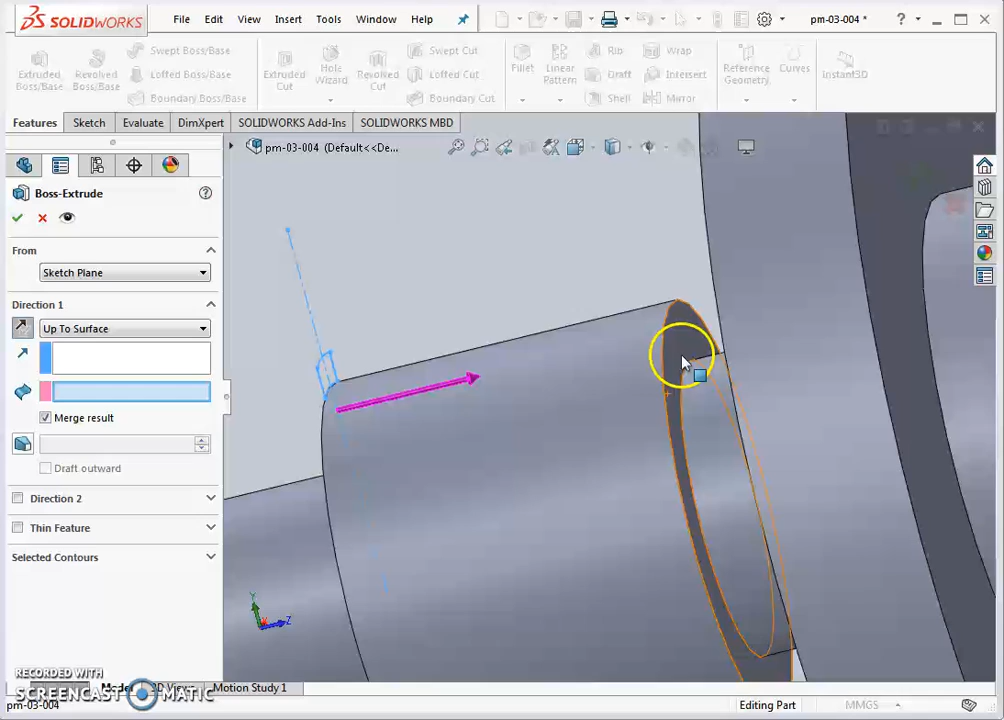 SOLIDWORKS
File Edit View Insert Tools Window Help
pm-03-004 *
?
Extruded Boss/Base
Revolved Boss/Base
Swept Boss/Base
Lofted Boss/Base
Boundary Boss/Base
Extruded Cut
Hole Wizard
Revolved Cut
Swept Cut
Lofted Cut
Boundary Cut
Fillet
Linear Pattern
Rib
Draft
Shell
Wrap
Intersect
Mirror
Reference Geometry
Curves
Instant3D
Features Sketch Evaluate DimXpert SOLIDWORKS Add-Ins SOLIDWORKS MBD
pm-03-004 (Default<<De...
Boss-Extrude
?
From
Sketch Plane
Direction 1
Up To Surface
Merge result
Draft outward
Direction 2
Thin Feature
Selected Contours
Y
Z
RECORDED WITH
SCREENCAST MATIC
Model 3D Views Motion Study 1
pm-03-004
Editing Part
MMGS